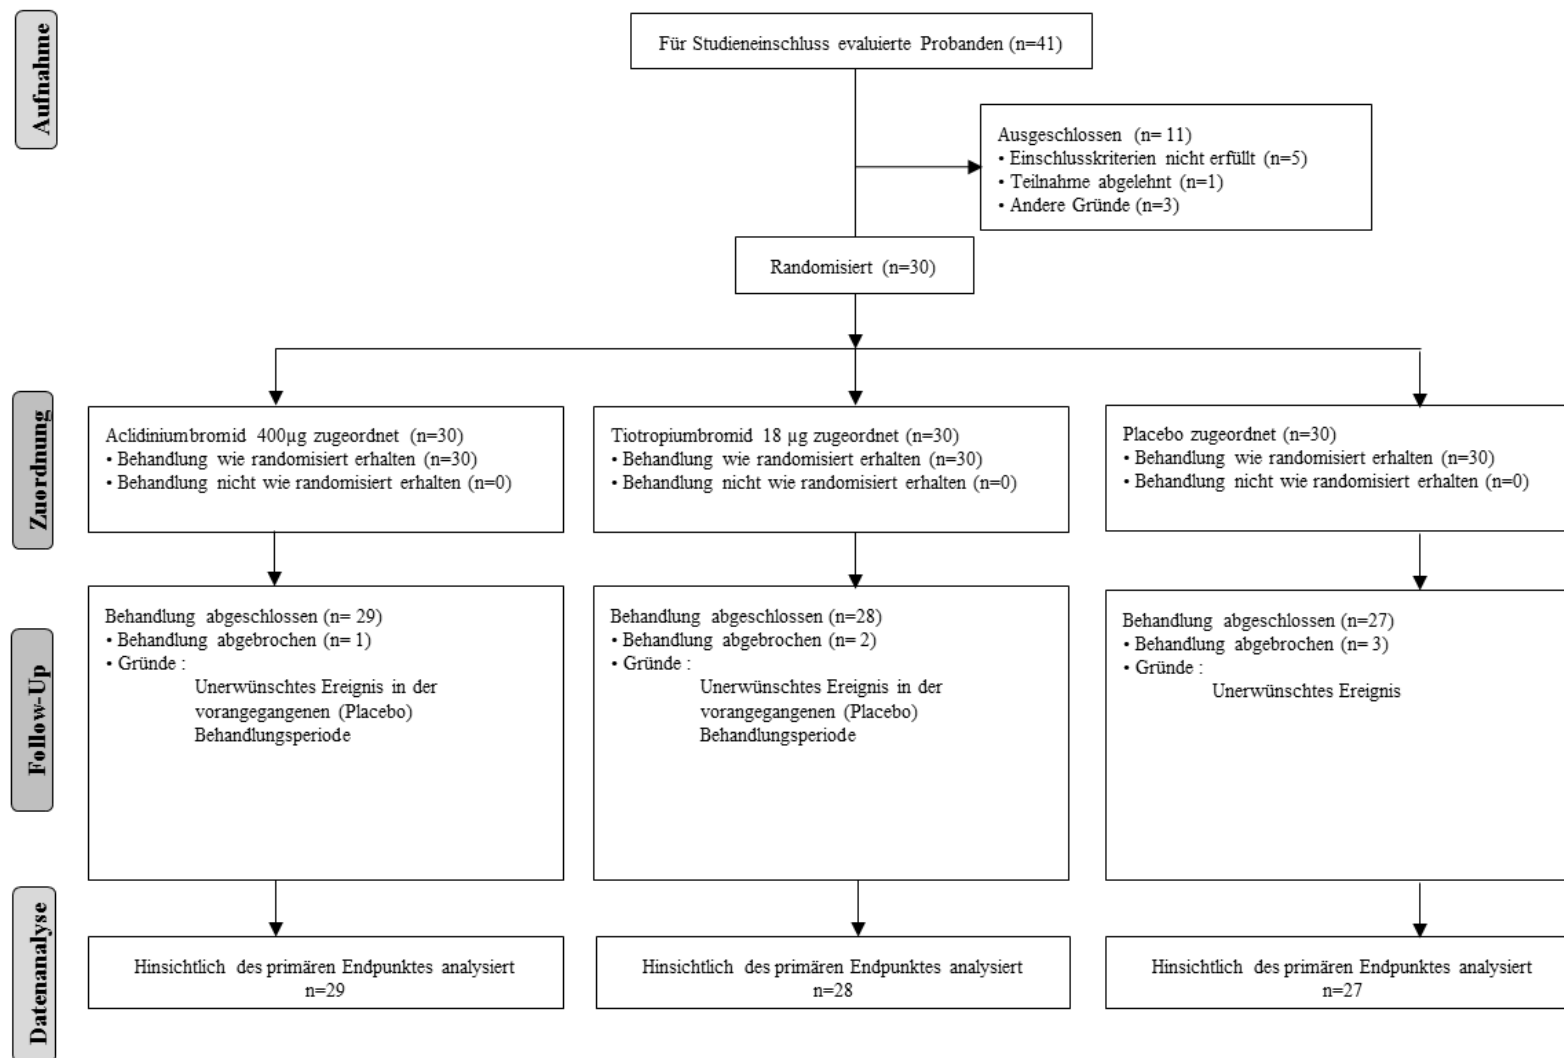 Aufnahme
Für Studieneinschluss evaluierte Probanden (n=41)
Ausgeschlossen (n= 11)
• Einschlusskriterien nicht erfüllt (n=5)
• Teilnahme abgelehnt (n=1)
• Andere Gründe (n=3)
Randomisiert (n=30)
Zuordnung
Aclidiniumbromid 400µg zugeordnet (n=30)
• Behandlung wie randomisiert erhalten (n=30)
• Behandlung nicht wie randomisiert erhalten (n=0)
Tiotropiumbromid 18 µg zugeordnet (n=30)
• Behandlung wie randomisiert erhalten (n=30)
• Behandlung nicht wie randomisiert erhalten (n=0)
Placebo zugeordnet (n=30)
• Behandlung wie randomisiert erhalten (n=30)
• Behandlung nicht wie randomisiert erhalten (n=0)
Follow-Up
Behandlung abgeschlossen (n= 29)
• Behandlung abgebrochen (n= 1)
• Gründe :
Unerwünschtes Ereignis in der
vorangegangenen (Placebo)
Behandlungsperiode
Behandlung abgeschlossen (n=28)
• Behandlung abgebrochen (n= 2)
• Gründe :
Unerwünschtes Ereignis in der
vorangegangenen (Placebo)
Behandlungsperiode
Behandlung abgeschlossen (n=27)
• Behandlung abgebrochen (n= 3)
• Gründe :
Unerwünschtes Ereignis
Datenanalyse
Hinsichtlich des primären Endpunktes analysiert
n=29
Hinsichtlich des primären Endpunktes analysiert
n=28
Hinsichtlich des primären Endpunktes analysiert
n=27